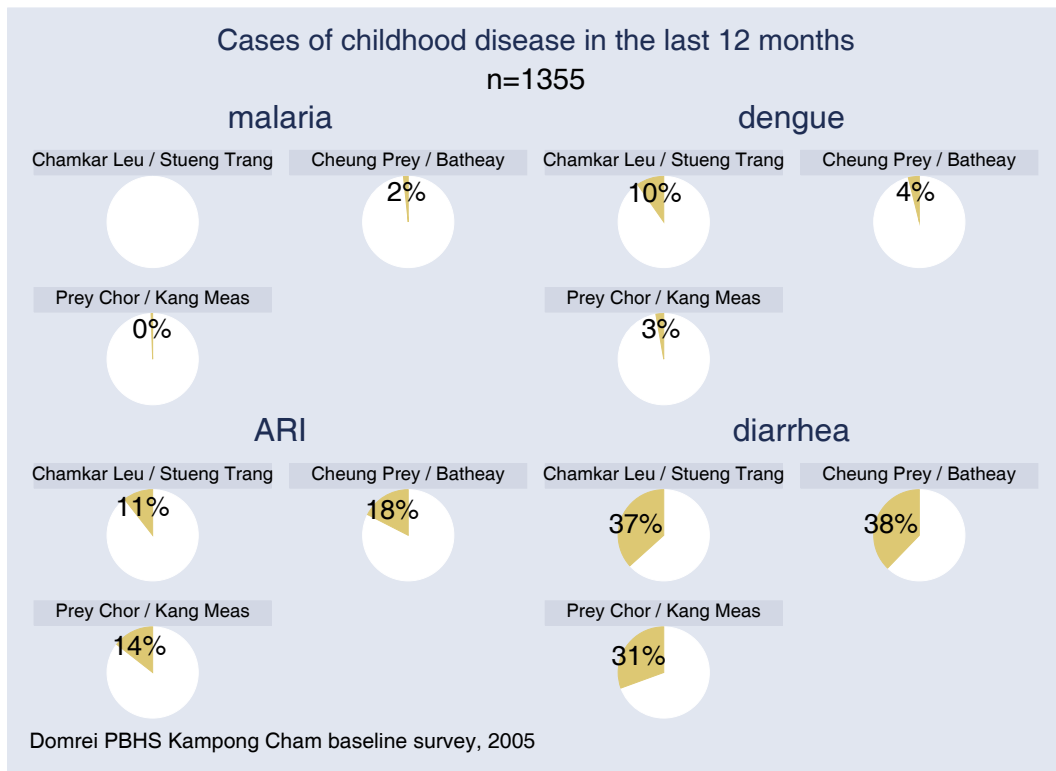 Cases of childhood disease in the last 12 months
n=1355
malaria
Chamkar Leu / Stueng Trang
Cheung Prey / Batheay
2%
Prey Chor / Kang Meas
0%
dengue
Chamkar Leu / Stueng Trang
Cheung Prey / Batheay
10%
4%
Prey Chor / Kang Meas
3%
ARI
Chamkar Leu / Stueng Trang
Cheung Prey / Batheay
11%
18%
Prey Chor / Kang Meas
14%
diarrhea
Chamkar Leu / Stueng Trang
Cheung Prey / Batheay
37%
38%
Prey Chor / Kang Meas
31%
Domrei PBHS Kampong Cham baseline survey, 2005